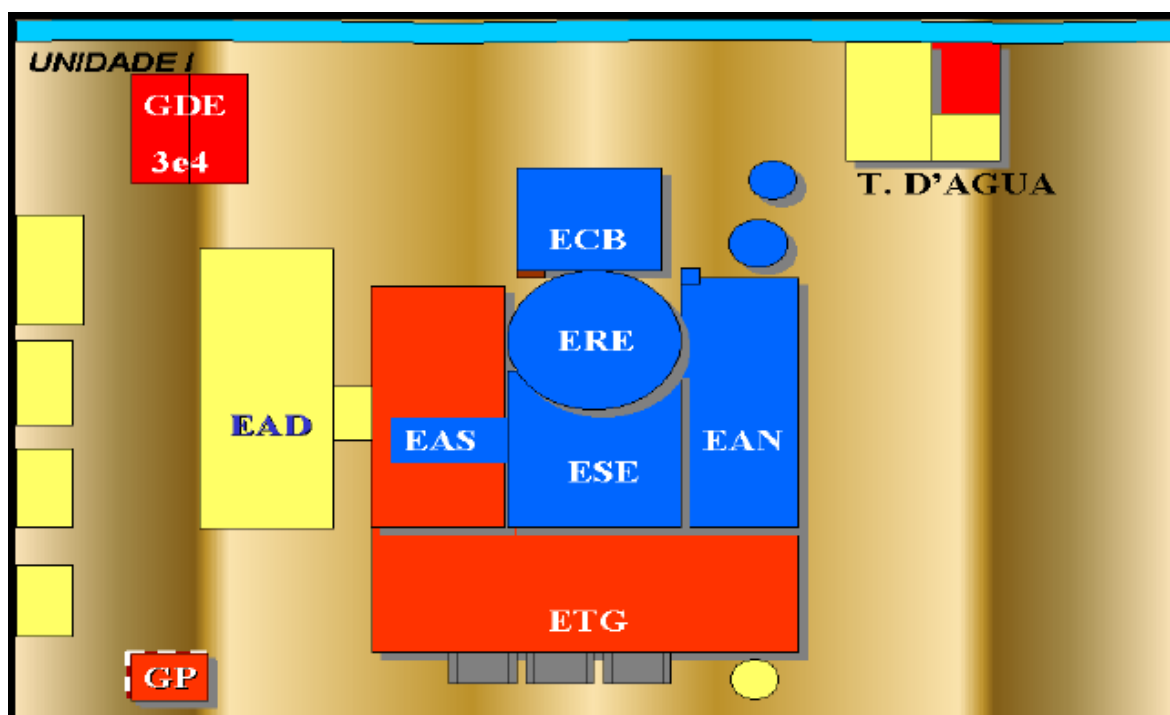 UNIDADE I
GDE
3e4
T. D'AGUA
ECB
ERE
EAD
EAS
EAN
ESE
ETG
GP